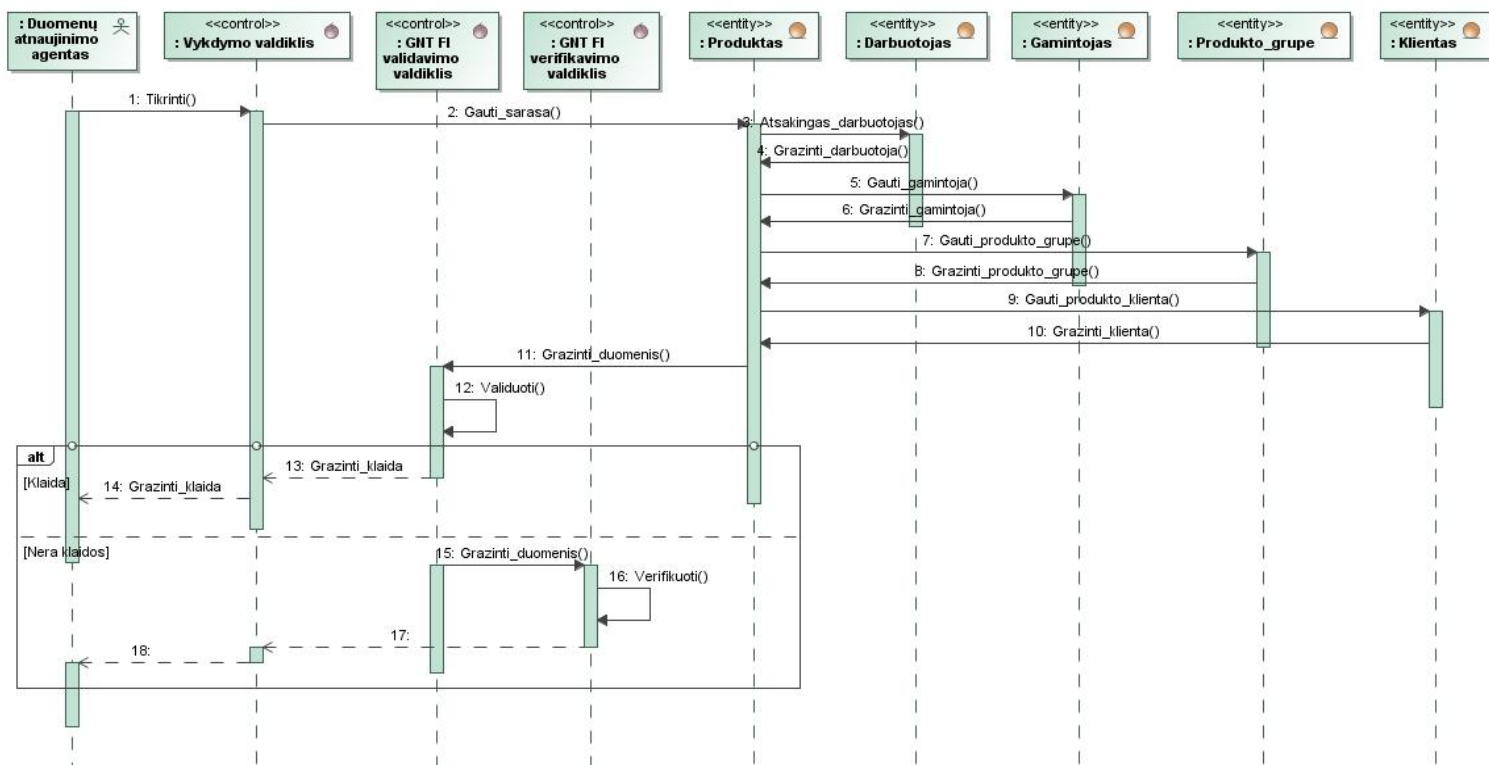 : Duomenų
atnaujinimo
agentas
<<control>>
: Vykdymo valdiklis
<<control>>
: GNT FI
validavimo
valdiklis
<<control>>
: GNT FI
verifikavimo
valdiklis
<<entity>>
: Produktas
<<entity>>
: Darbuotojas
<<entity>>
: Gamintojas
<<entity>>
: Produkto_grupe
<<entity>>
: Klientas
1: Tikrinti()
2: Gauti_sarasa()
3: Atsakingas_darbuotojas()
4: Grazinti_darbuotoja()
5: Gauti_gamintoja()
6: Grazinti_gamintoja()
7: Gauti_produkto_grupe()
8: Grazinti_produkto_grupe()
9: Gauti_produkto_klienta()
10: Grazinti_klienta()
11: Grazinti_duomenis()
12: Validuoti()
alt
13: Grazinti_klaida
[Klaida]
14: Grazinti_klaida
[Nera klaidos]
15: Grazinti_duomenis()
16: Verifikuoti()
17:
18: